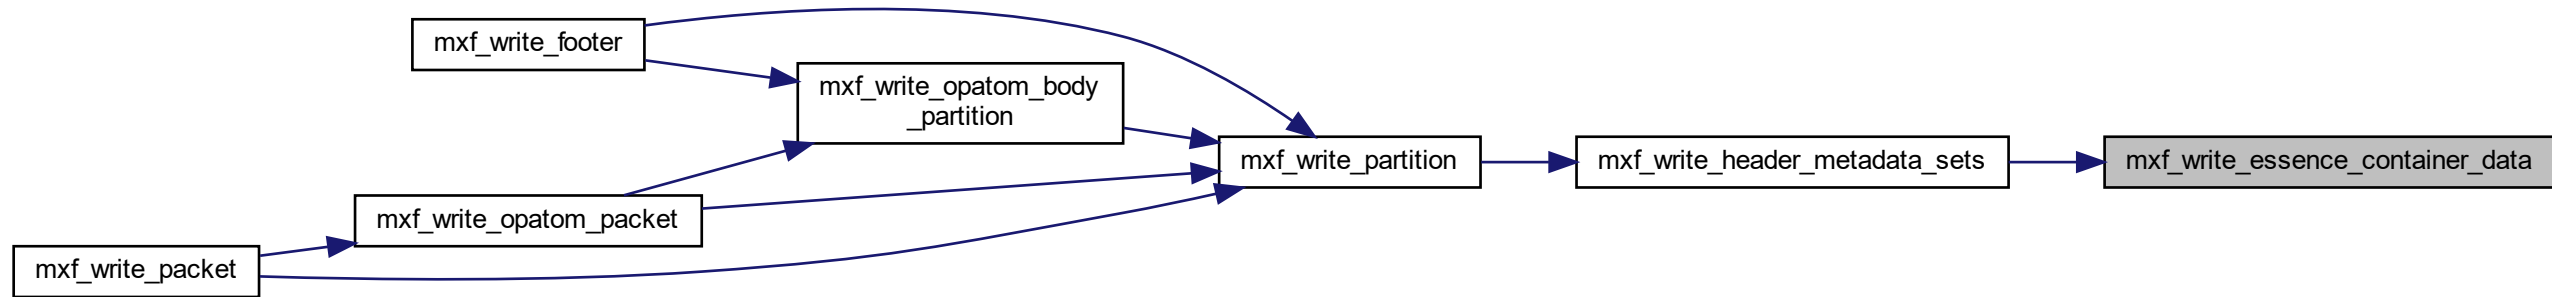 mxf_write_footer
mxf_write_opatom_body
_partition
mxf_write_partition
mxf_write_header_metadata_sets
mxf_write_essence_container_data
mxf_write_opatom_packet
mxf_write_packet